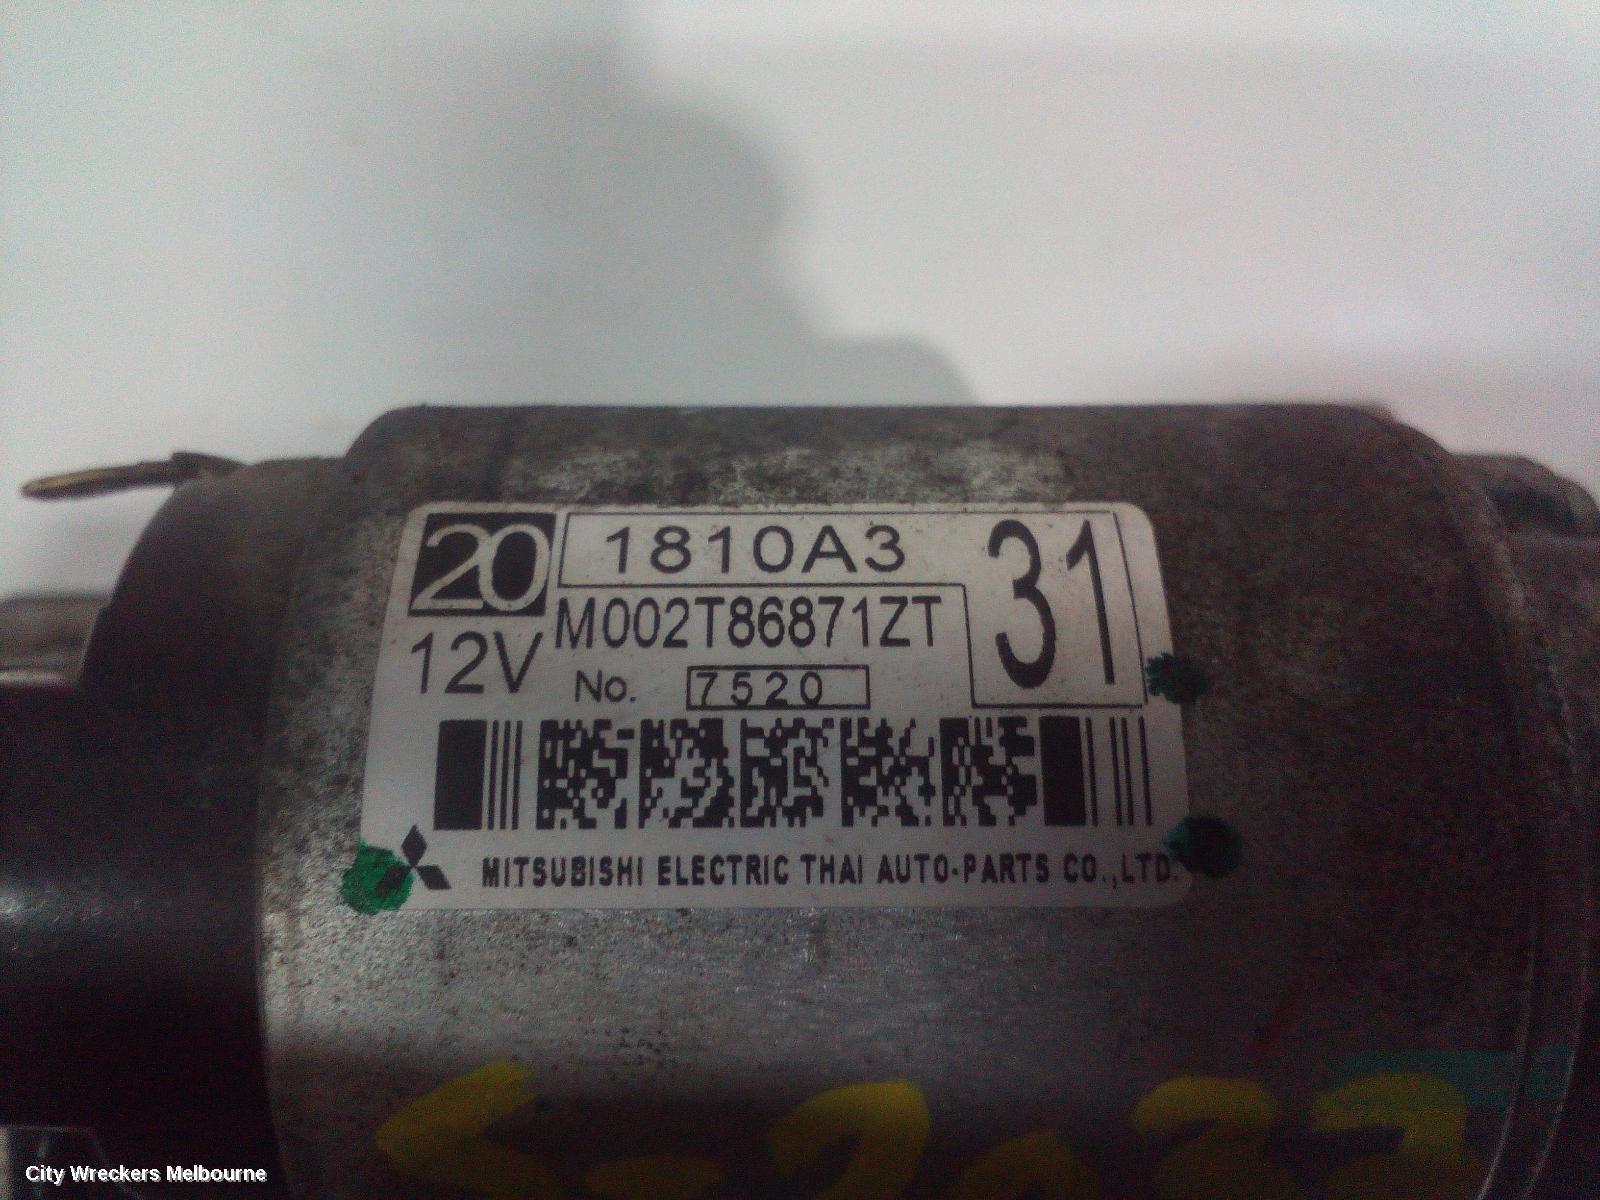 20 1810A3 31
12V M002T86871ZT
No. 7520
MITSUBISHI ELECTRIC THAI AUTO-PARTS CO.,LTD.
City Wreckers Melbourne